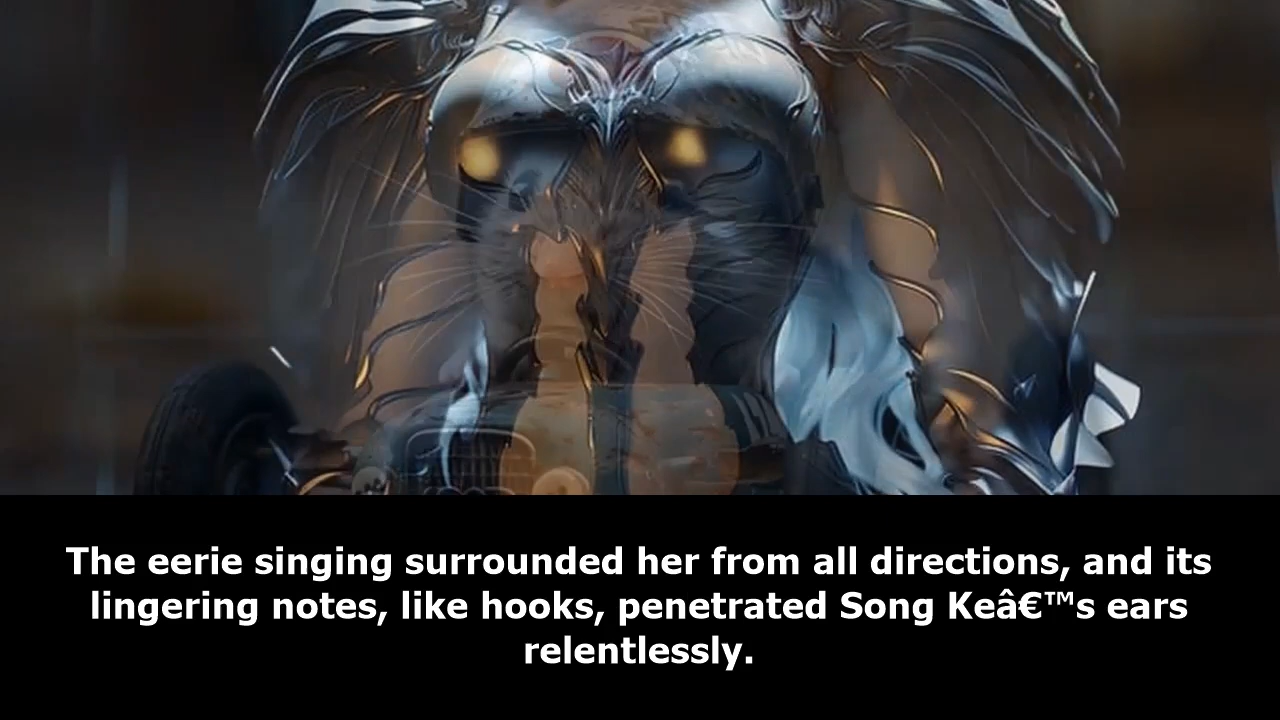 The eerie singing surrounded her from all directions, and its
lingering notes, like hooks, penetrated Song Keâ€™s ears
relentlessly.